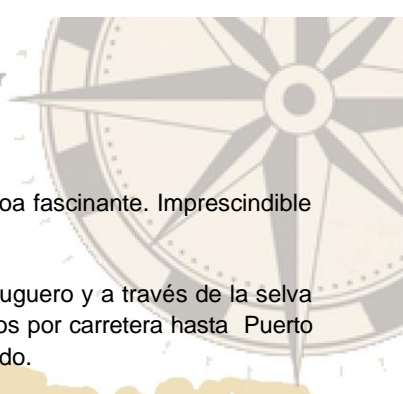 oa fascinante. Imprescindible
uguero y a través de la selva
os por carretera hasta Puerto
do.